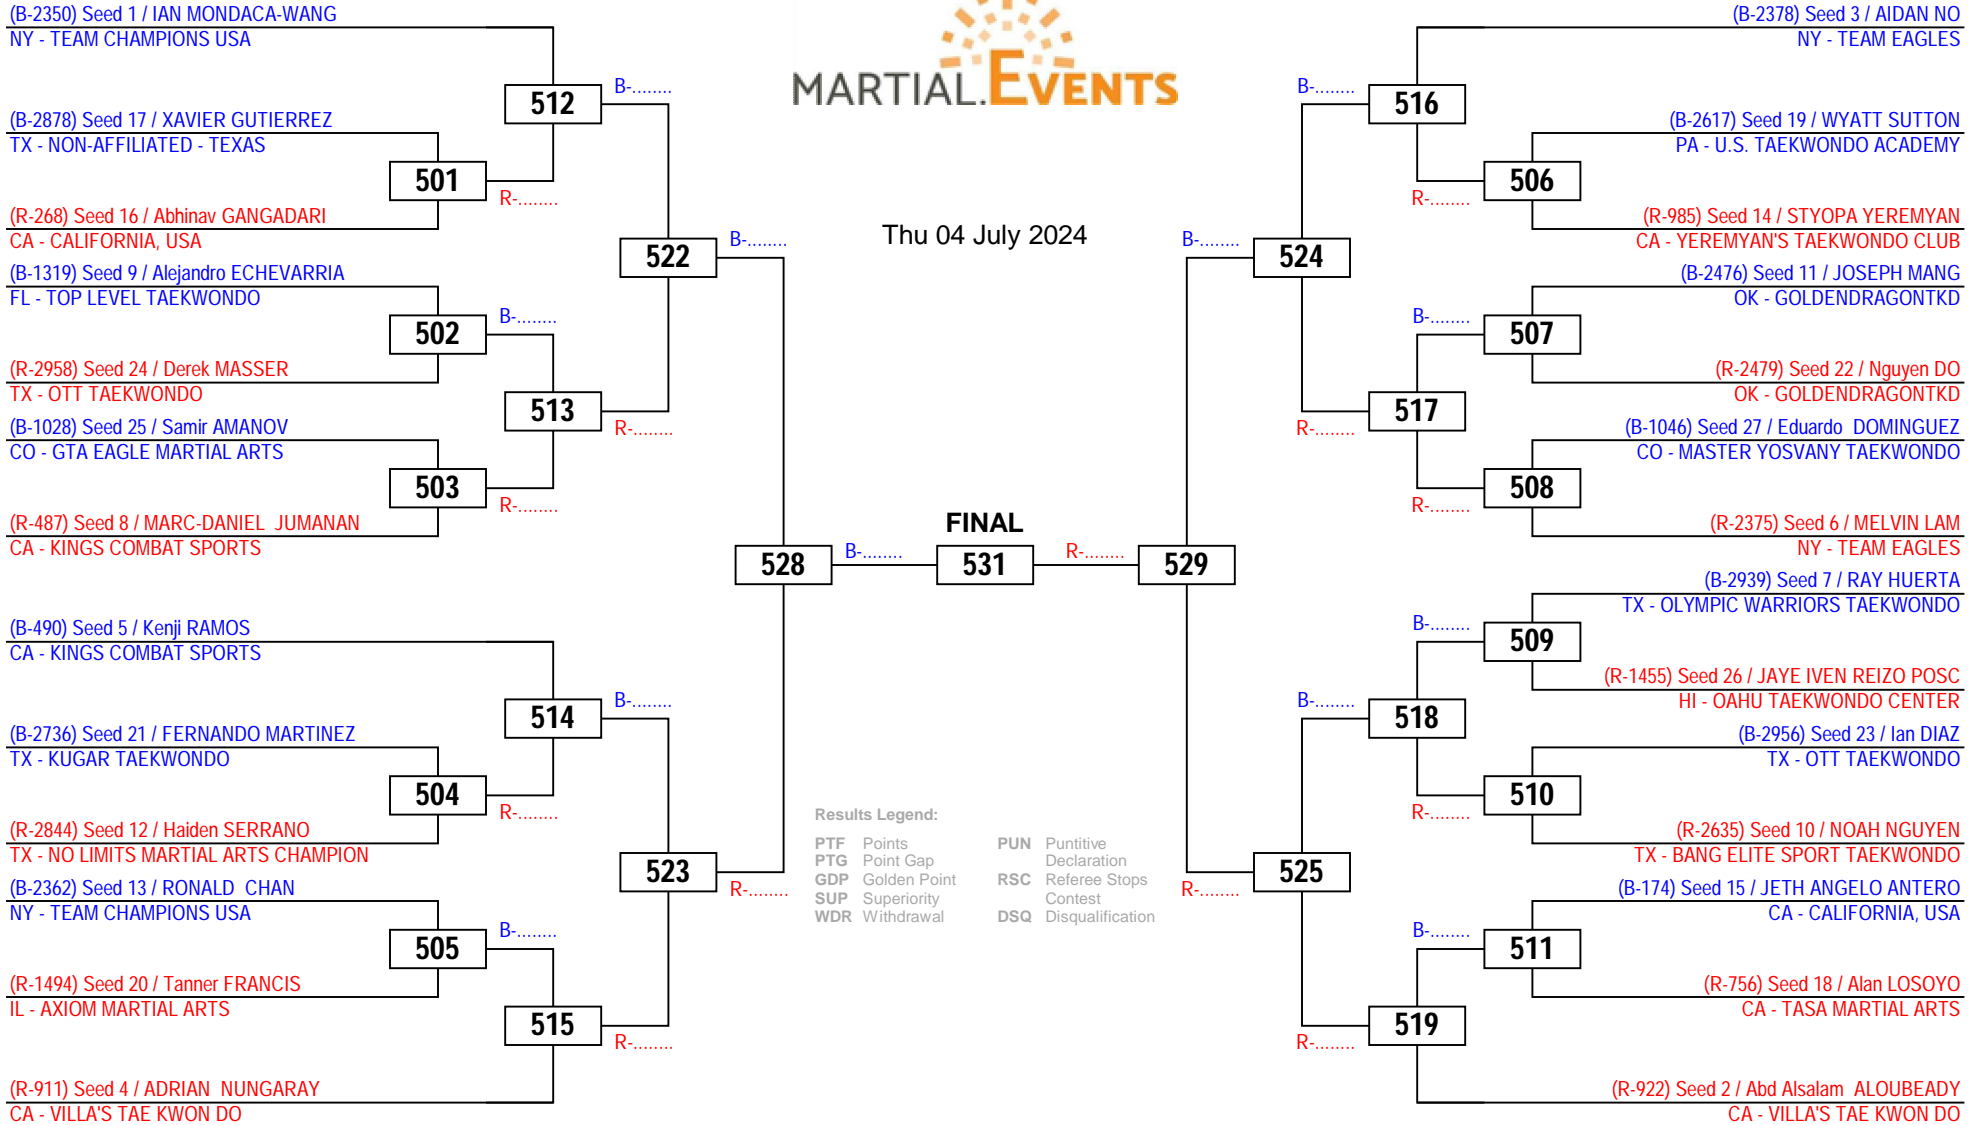 (B-2350) Seed 1 / IAN MONDACA-WANG
NY - TEAM CHAMPIONS USA
512
B-........
(B-2878) Seed 17 / XAVIER GUTIERREZ
TX - NON-AFFILIATED - TEXAS
501
R-........
(R-268) Seed 16 / Abhinav GANGADARI
CA - CALIFORNIA, USA
522
B-........
(B-1319) Seed 9 / Alejandro ECHEVARRIA
FL - TOP LEVEL TAEKWONDO
502
B-........
(R-2958) Seed 24 / Derek MASSER
TX - OTT TAEKWONDO
513
R-........
(B-1028) Seed 25 / Samir AMANOV
CO - GTA EAGLE MARTIAL ARTS
503
R-........
(R-487) Seed 8 / MARC-DANIEL  JUMANAN
CA - KINGS COMBAT SPORTS
528
B-........
(B-490) Seed 5 / Kenji RAMOS
CA - KINGS COMBAT SPORTS
514
B-........
(B-2736) Seed 21 / FERNANDO MARTINEZ
TX - KUGAR TAEKWONDO
504
R-........
(R-2844) Seed 12 / Haiden SERRANO
TX - NO LIMITS MARTIAL ARTS CHAMPION
523
R-........
(B-2362) Seed 13 / RONALD  CHAN
NY - TEAM CHAMPIONS USA
505
B-........
(R-1494) Seed 20 / Tanner FRANCIS
IL - AXIOM MARTIAL ARTS
515
R-........
(R-911) Seed 4 / ADRIAN  NUNGARAY
CA - VILLA'S TAE KWON DO
MARTIAL.EVENTS
Thu 04 July 2024
FINAL
531
Results Legend:
PTF Points
PTG Point Gap
GDP Golden Point
SUP Superiority
WDR Withdrawal
PUN Puntitive
Declaration
RSC Referee Stops
Contest
DSQ Disqualification
(B-2378) Seed 3 / AIDAN NO
NY - TEAM EAGLES
B-........
516
(B-2617) Seed 19 / WYATT SUTTON
PA - U.S. TAEKWONDO ACADEMY
R-........
506
(R-985) Seed 14 / STYOPA YEREMYAN
CA - YEREMYAN'S TAEKWONDO CLUB
B-........
524
(B-2476) Seed 11 / JOSEPH MANG
OK - GOLDENDRAGONTKD
B-........
507
(R-2479) Seed 22 / Nguyen DO
OK - GOLDENDRAGONTKD
R-........
517
(B-1046) Seed 27 / Eduardo  DOMINGUEZ
CO - MASTER YOSVANY TAEKWONDO
R-........
508
(R-2375) Seed 6 / MELVIN LAM
NY - TEAM EAGLES
R-........
529
(B-2939) Seed 7 / RAY HUERTA
TX - OLYMPIC WARRIORS TAEKWONDO
B-........
509
(R-1455) Seed 26 / JAYE IVEN REIZO POSC
HI - OAHU TAEKWONDO CENTER
B-........
518
(B-2956) Seed 23 / Ian DIAZ
TX - OTT TAEKWONDO
R-........
510
(R-2635) Seed 10 / NOAH NGUYEN
TX - BANG ELITE SPORT TAEKWONDO
R-........
525
(B-174) Seed 15 / JETH ANGELO ANTERO
CA - CALIFORNIA, USA
B-........
511
(R-756) Seed 18 / Alan LOSOYO
CA - TASA MARTIAL ARTS
R-........
519
(R-922) Seed 2 / Abd Alsalam  ALOUBEADY
CA - VILLA'S TAE KWON DO